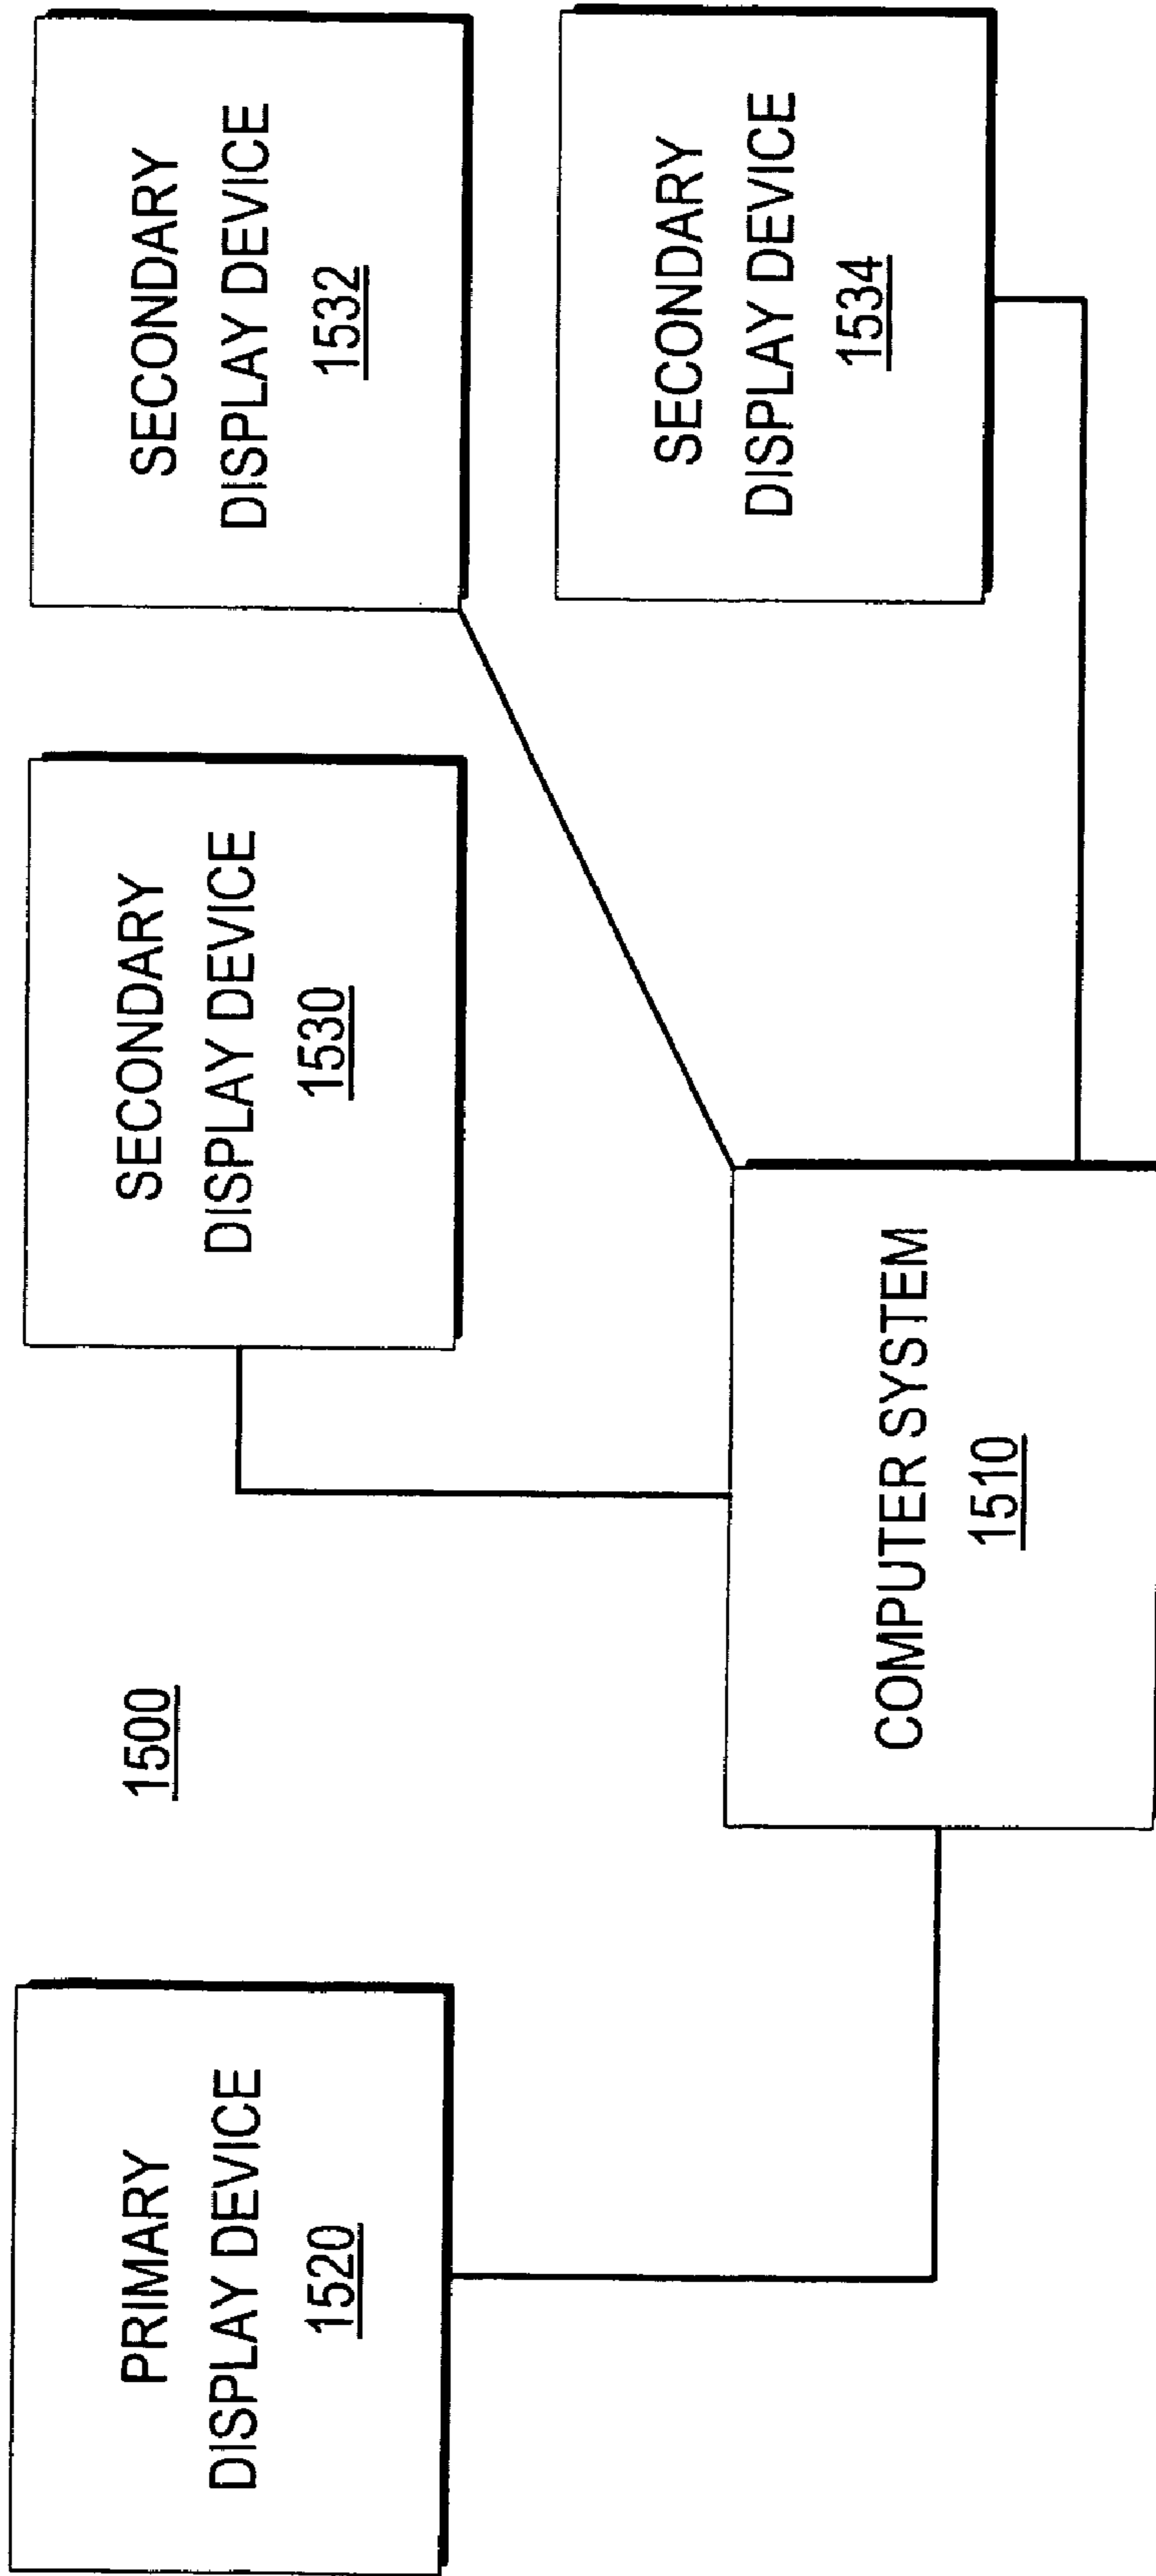 1500
PRIMARY
DISPLAY DEVICE
1520
SECONDARY
DISPLAY DEVICE
1530
SECONDARY
DISPLAY DEVICE
1532
SECONDARY
DISPLAY DEVICE
1534
COMPUTER SYSTEM
1510